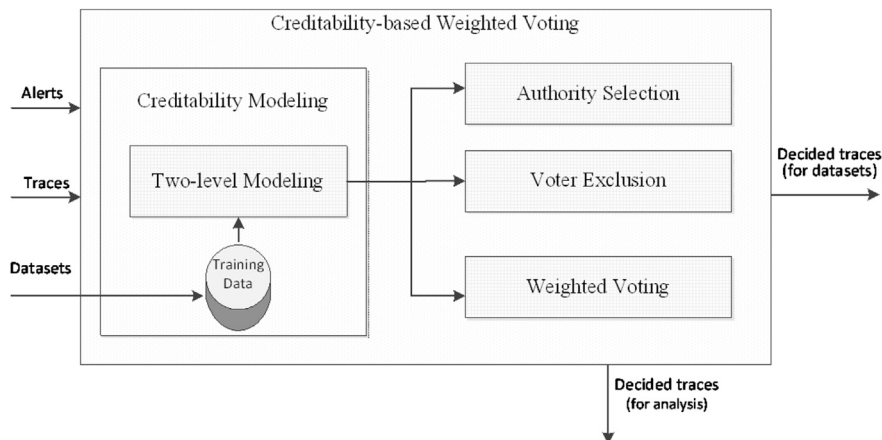 Creditability-based Weighted Voting
Alerts
Creditability Modeling
Authority Selection
Traces
Two-level Modeling
Voter Exclusion
Decided traces
(for datasets)
Datasets
Training
Data
Weighted Voting
Decided traces
(for analysis)